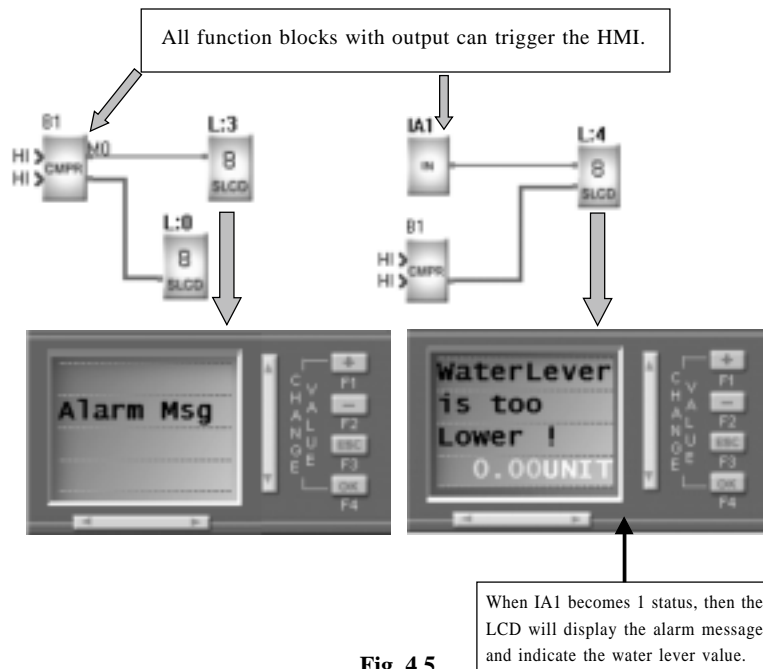 All function blocks with output can trigger the HMI.
B1
HI
HI
CMPR
M0
L:3
8
SLCD
L:0
8
SLCD
IA1
IN
L:4
8
SLCD
B1
HI
HI
CMPR
Alarm Msg
CHANGE
VALUE
+
F1
–
F2
ESC
F3
OK
F4
WaterLever
is too
Lower !
0.00UNIT
CHANGE
VALUE
+
F1
–
F2
ESC
F3
OK
F4
When IA1 becomes 1 status, then the
LCD will display the alarm message
and indicate the water lever value.
Fig. 4.5